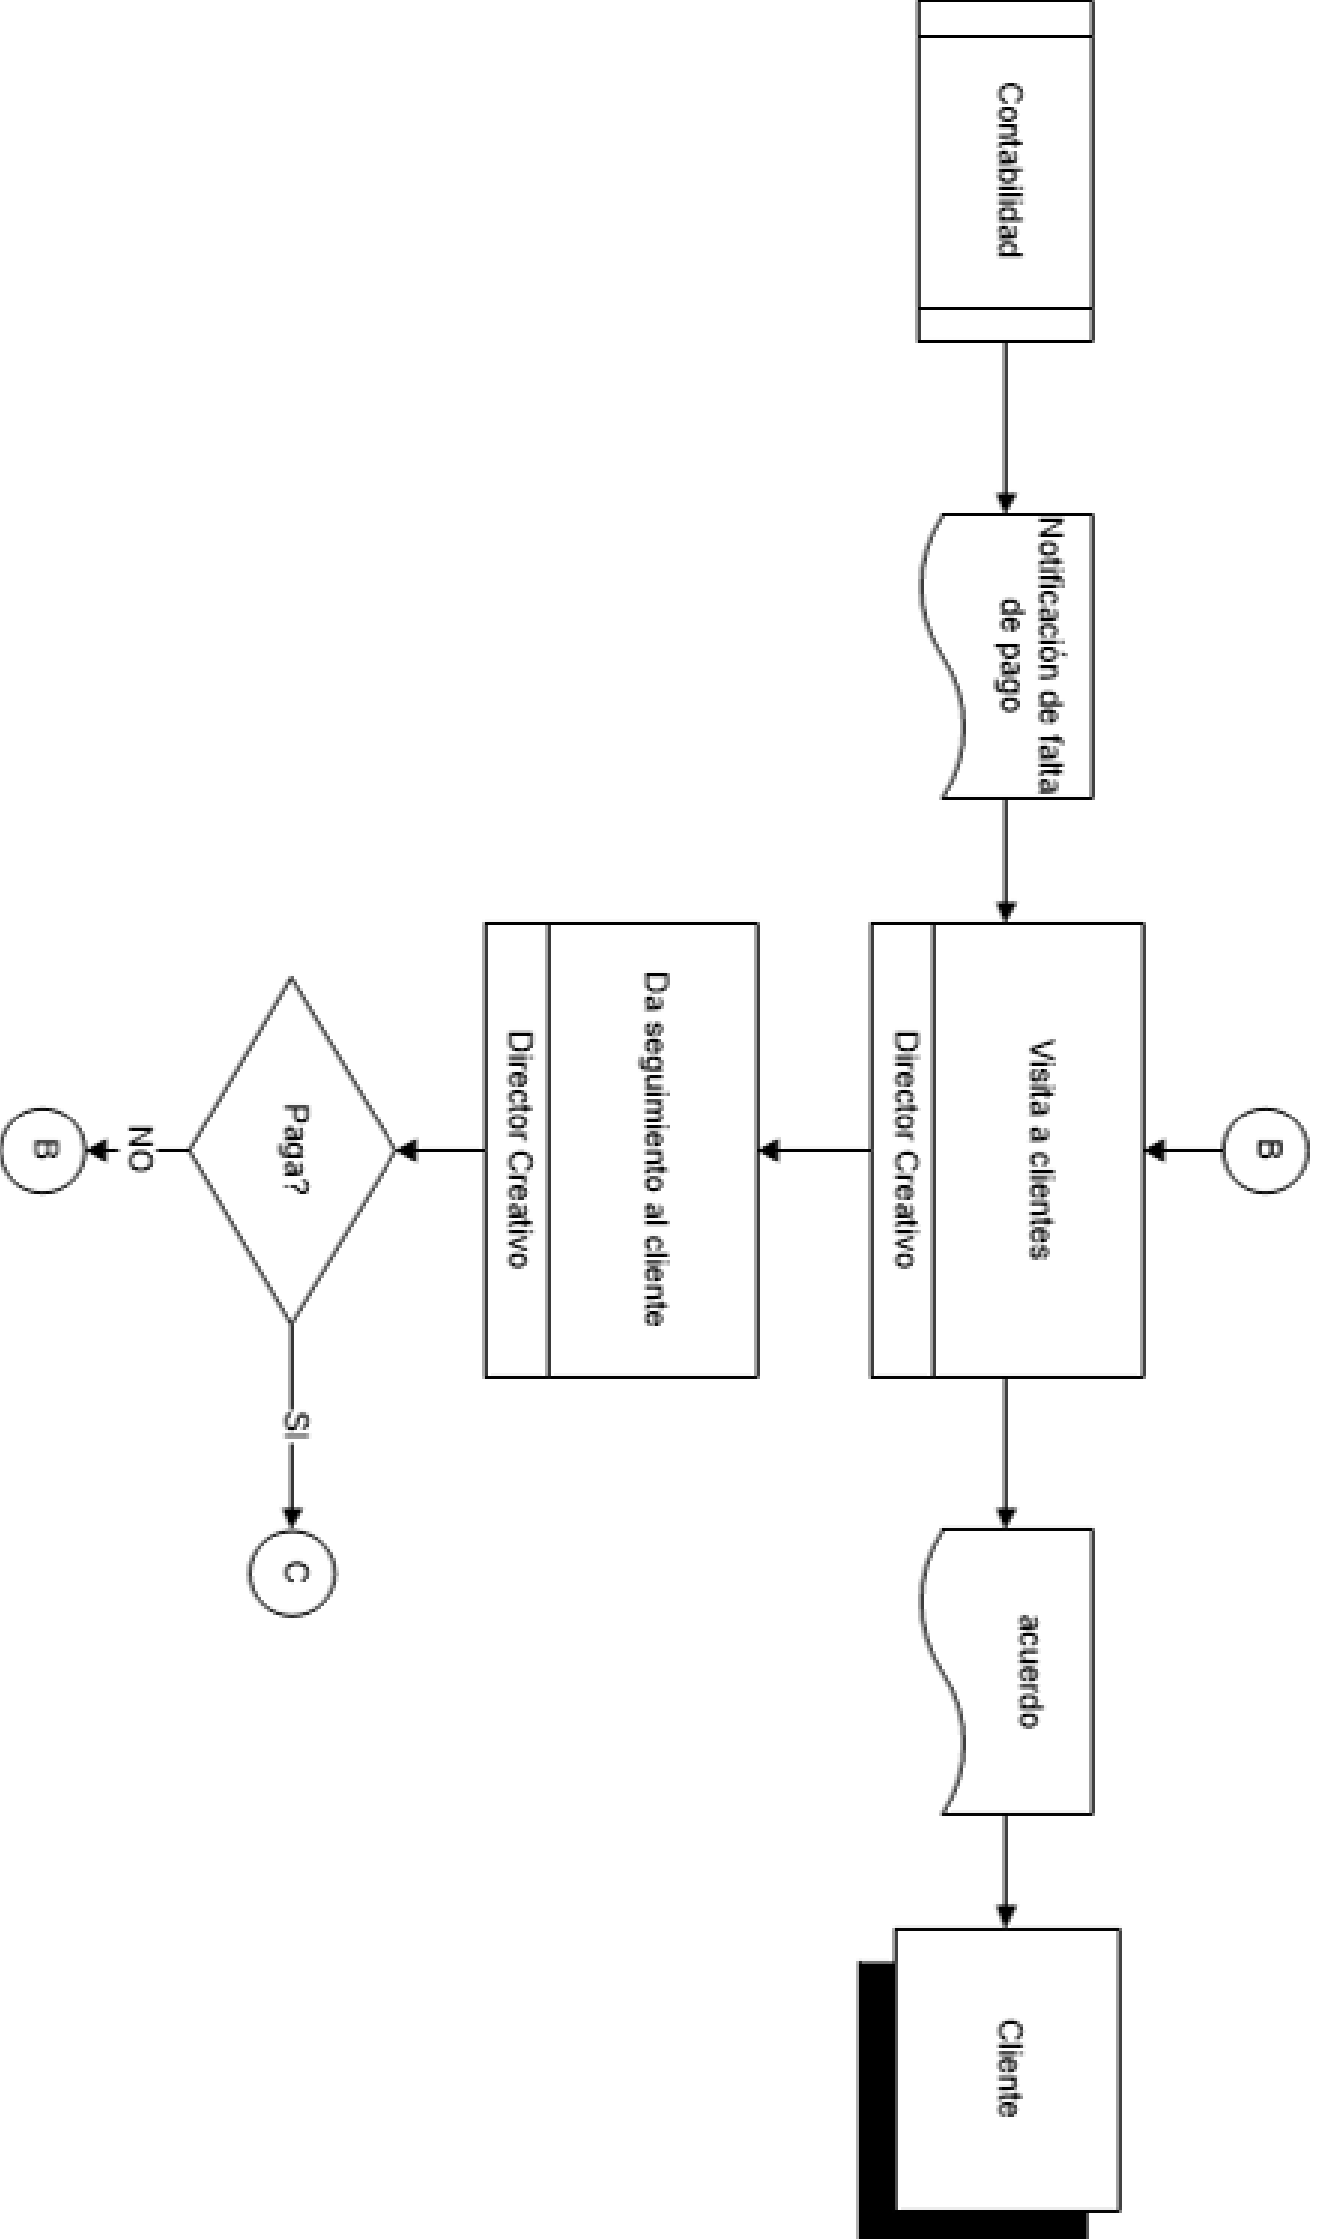 B
Contabilidad
Notificación de falta
de pago
Visita a clientes
Director Creativo
acuerdo
Cliente
Da seguimiento al cliente
Director Creativo
Paga?
SI
C
NO
B